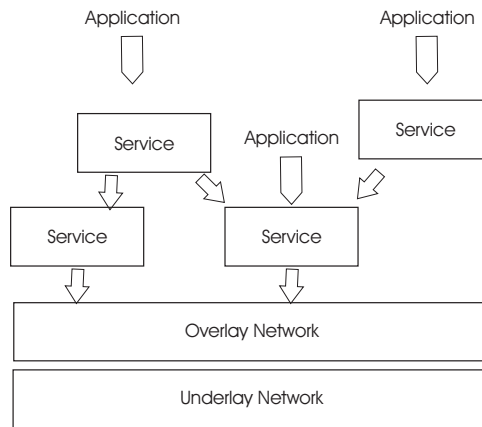 Application
Application
Service
Service
Application
Service
Service
Overlay Network
Underlay Network